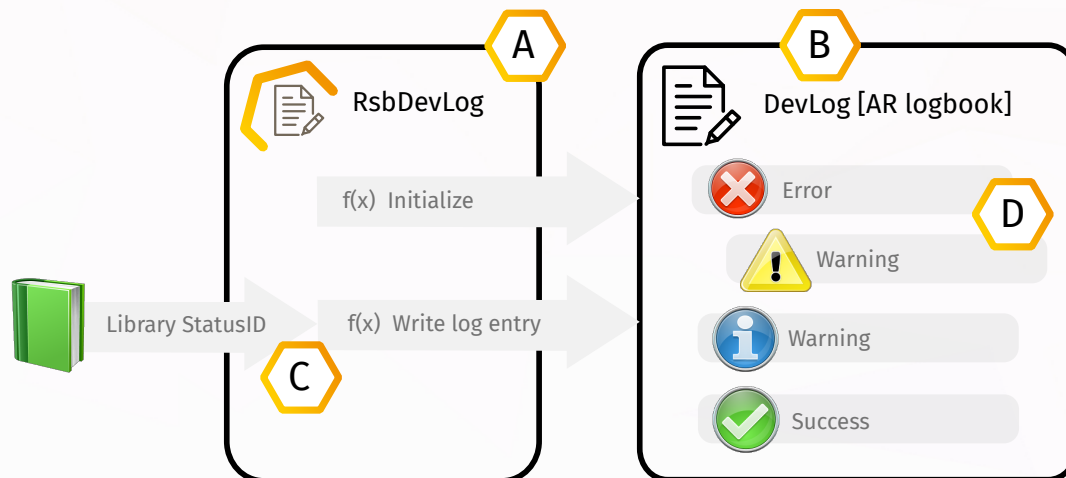 A
B
RsbDevLog
DevLog [AR logbook]
Error
f(x) Initialize
D
Warning
Library StatusID
f(x) Write log entry
Warning
C
Success